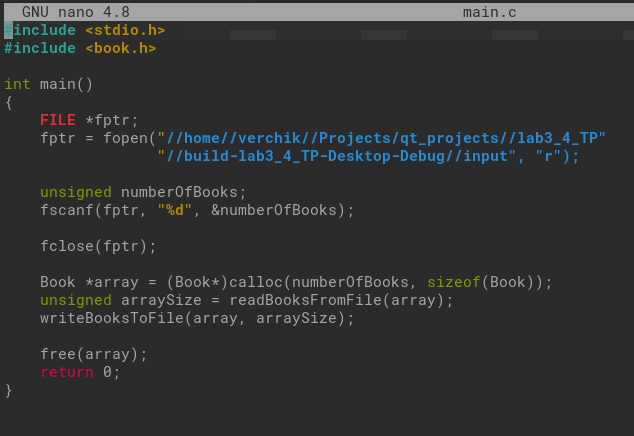 GNU nano 4.8 main.c
#include <stdio.h>
#include <book.h>
int main()
{
FILE *fptr;
fptr = fopen("//home//verchik//Projects/qt_projects//lab3_4_TP"
"//build-lab3_4_TP-Desktop-Debug//input", "r");
unsigned numberOfBooks;
fscanf(fptr, "%d", &numberOfBooks);
fclose(fptr);
Book *array = (Book*)calloc(numberOfBooks, sizeof(Book));
unsigned arraySize = readBooksFromFile(array);
writeBooksToFile(array, arraySize);
free(array);
return 0;
}